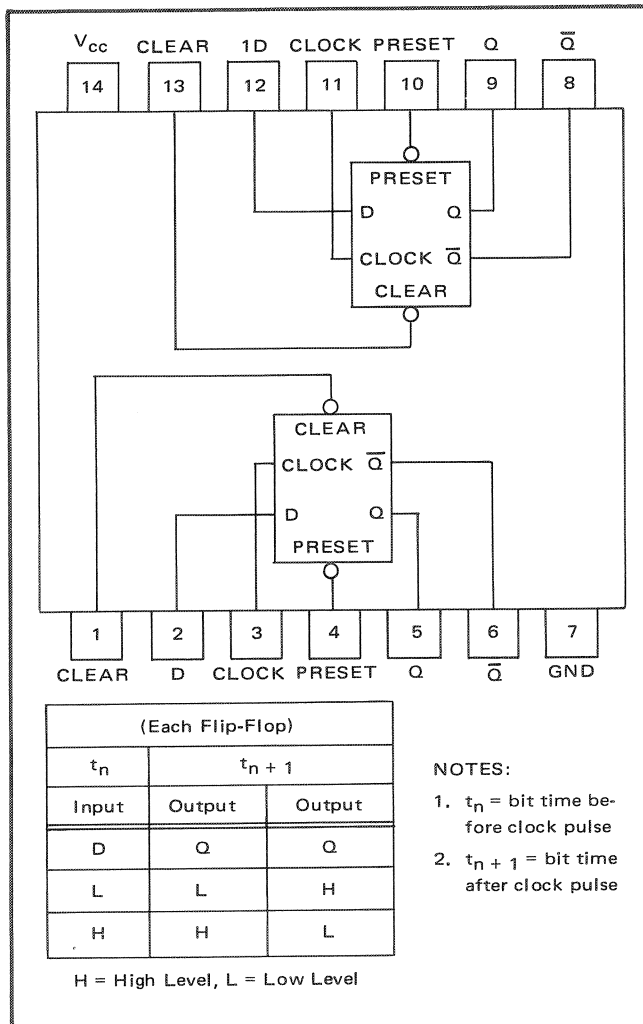 Vcc CLEAR 1D CLOCK PRESET Q Q̅
14 13 12 11 10 9 8
PRESET
D Q
CLOCK Q̅
CLEAR
CLEAR
CLOCK Q̅
D Q
PRESET
1 2 3 4 5 6 7
CLEAR D CLOCK PRESET Q Q̅ GND
(Each Flip-Flop)
tn tn + 1
Input Output Output
D Q Q
L L H
H H L
H = High Level, L = Low Level
NOTES:
1. tn = bit time be-
fore clock pulse
2. tn + 1 = bit time
after clock pulse